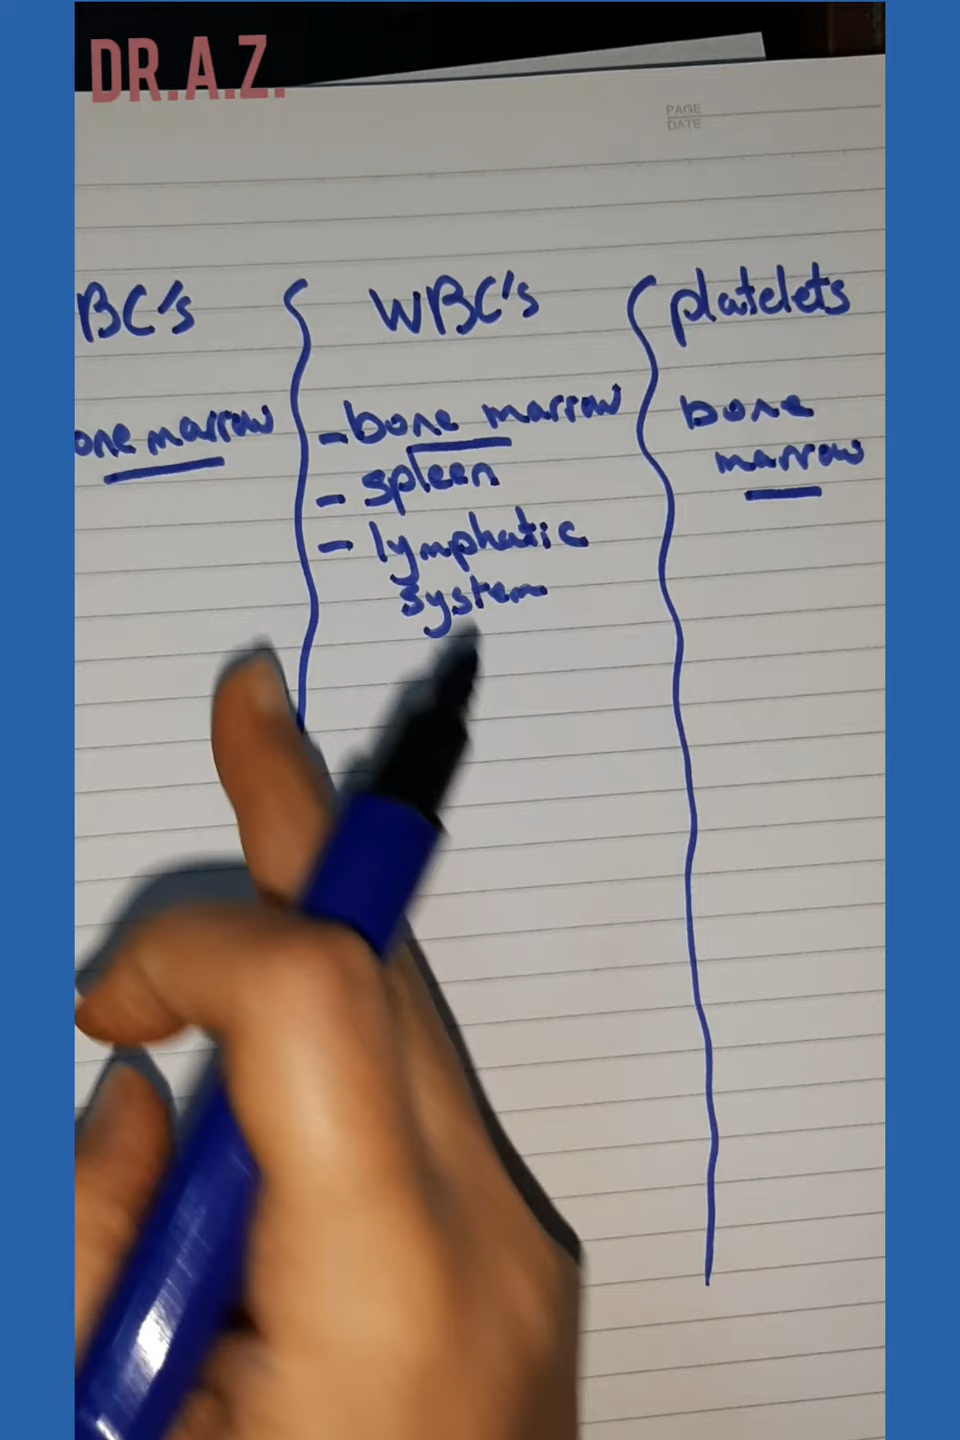 DR.A.Z.
PAGE
DATE
BC's
WBC's
platelets
one marrow
- bone marrow
- spleen
- lymphatic
system
bone
marrow